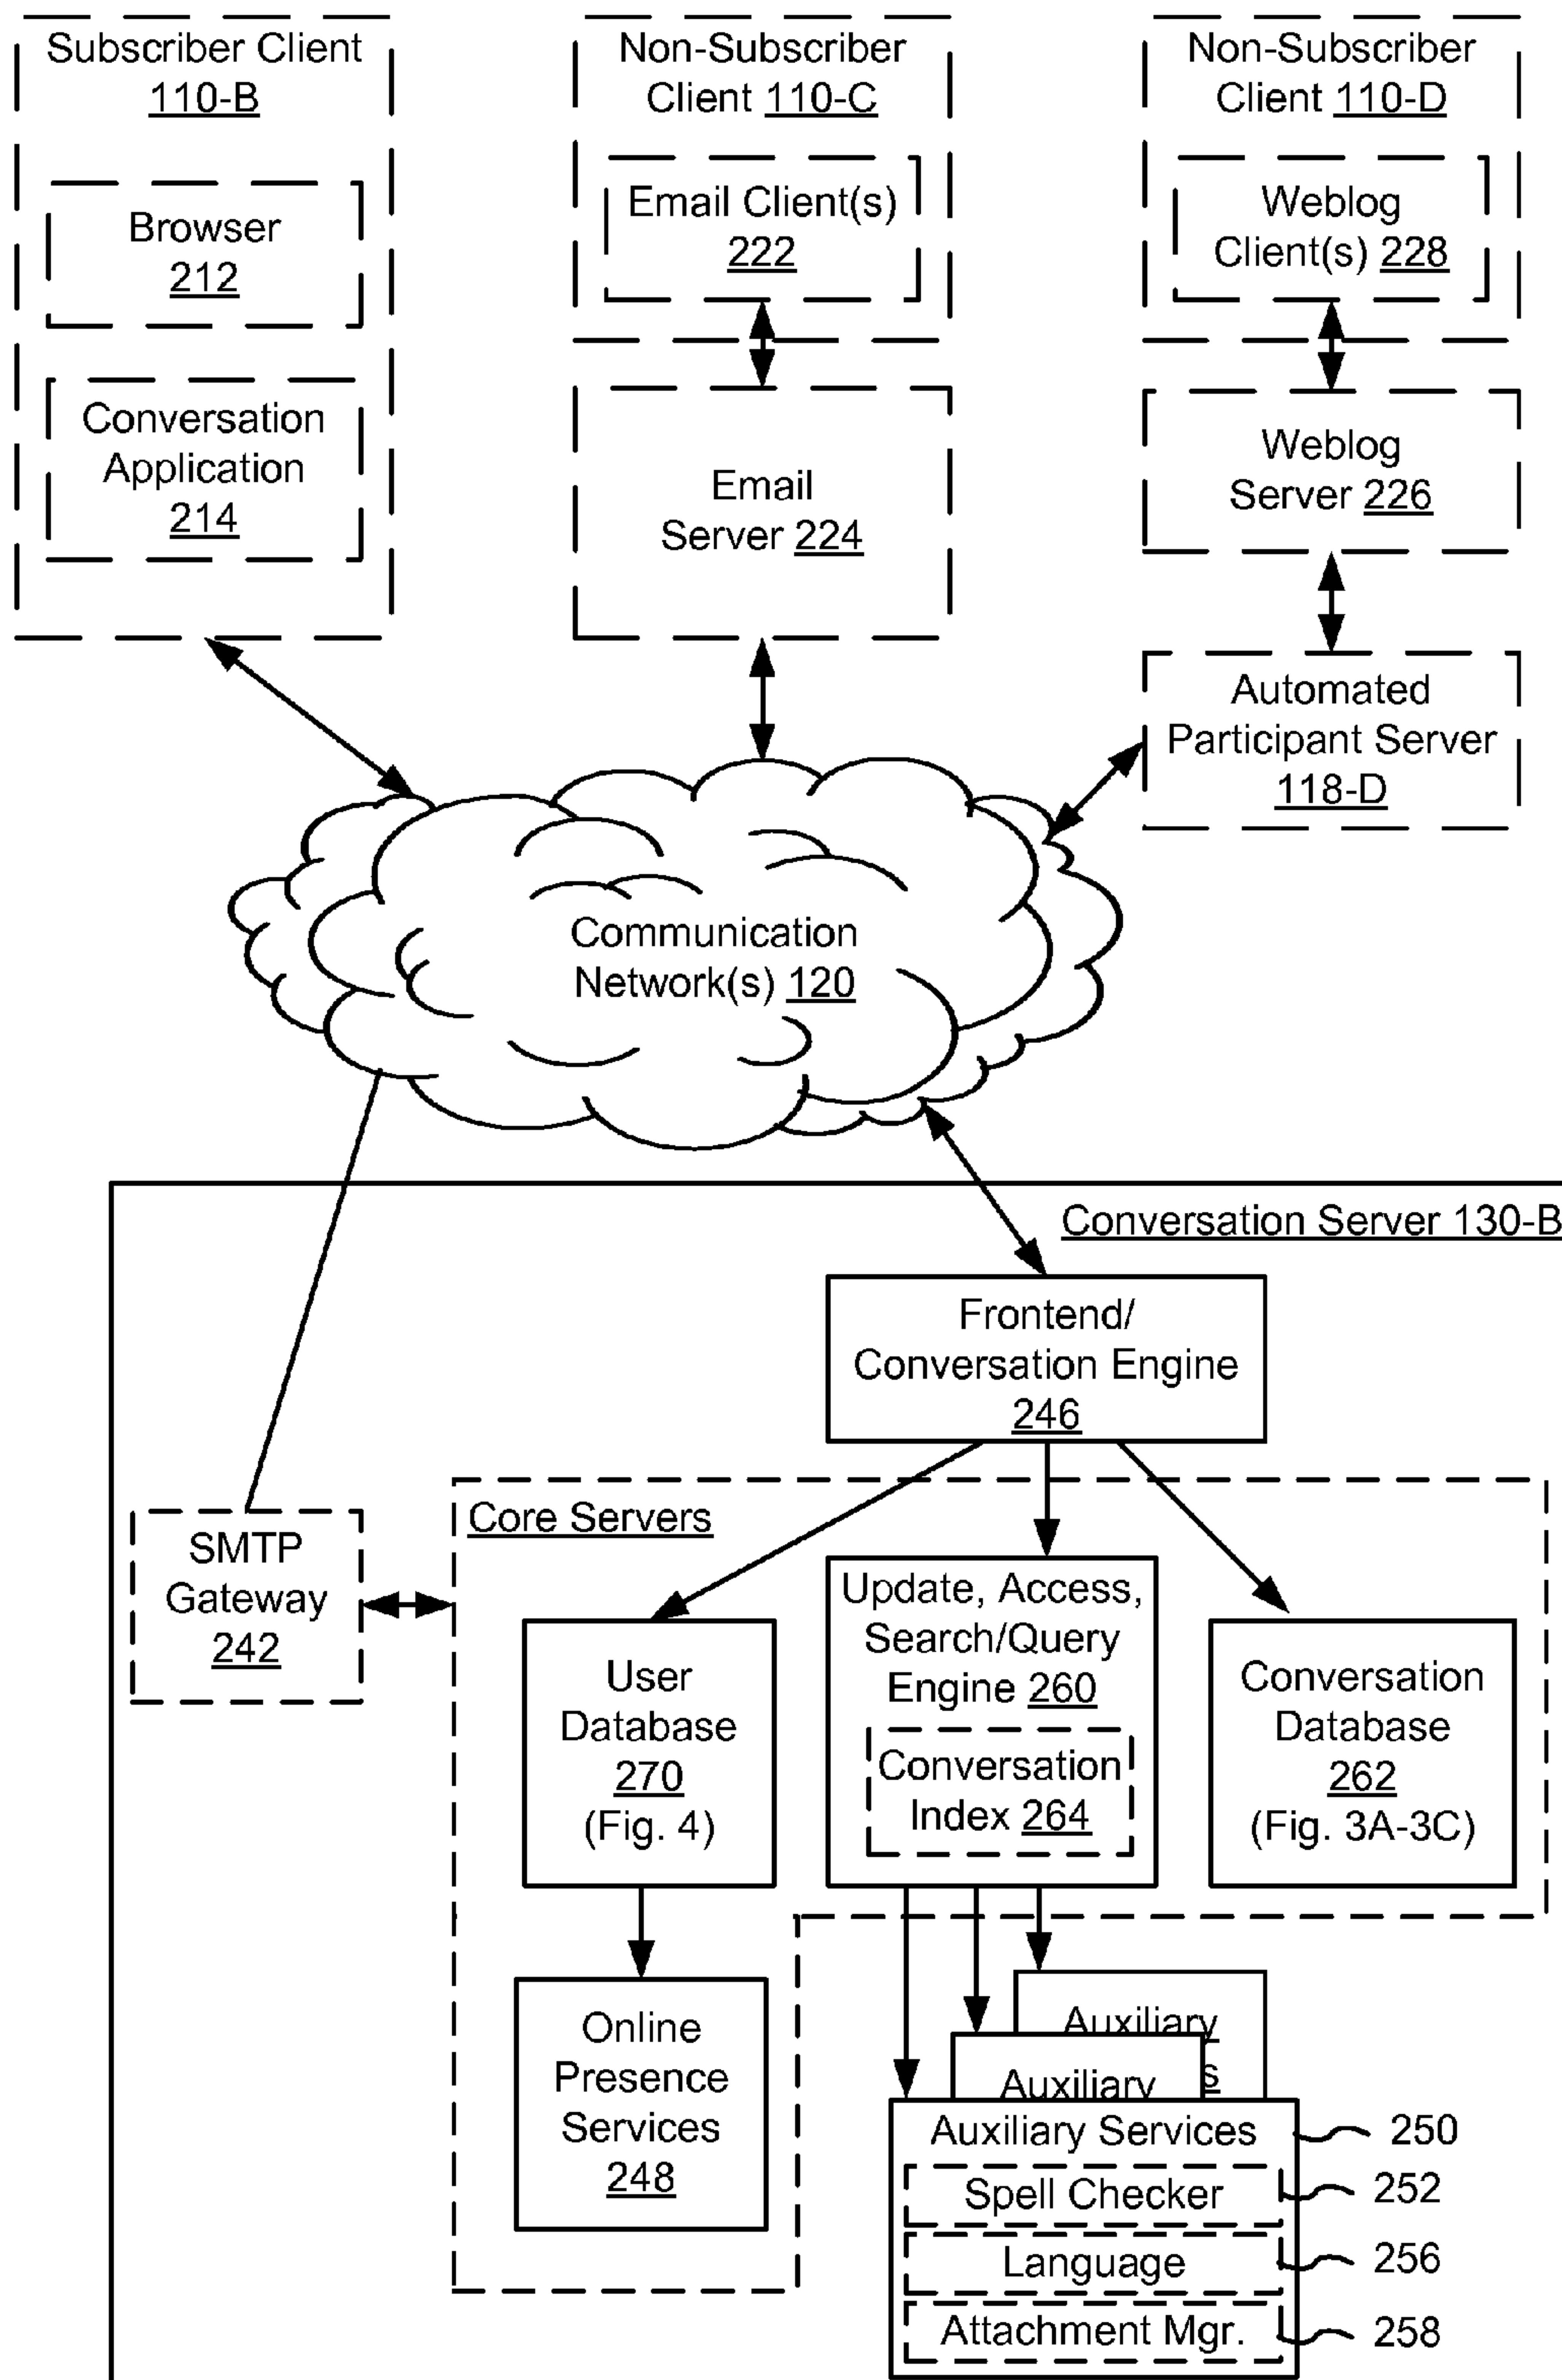 Subscriber Client
110-B
Browser
212
Conversation
Application
214
Non-Subscriber
Client 110-C
Email Client(s)
222
Email
Server 224
Non-Subscriber
Client 110-D
Weblog
Client(s) 228
Weblog
Server 226
Automated
Participant Server
118-D
Communication
Network(s) 120
Conversation Server 130-B
Frontend/
Conversation Engine
246
SMTP
Gateway
242
Core Servers
User
Database
270
(Fig. 4)
Update, Access,
Search/Query
Engine 260
Conversation
Index 264
Conversation
Database
262
(Fig. 3A-3C)
Online
Presence
Services
248
Auxiliary
s
Auxiliary
Auxiliary Services
250
Spell Checker
252
Language
256
Attachment Mgr.
258